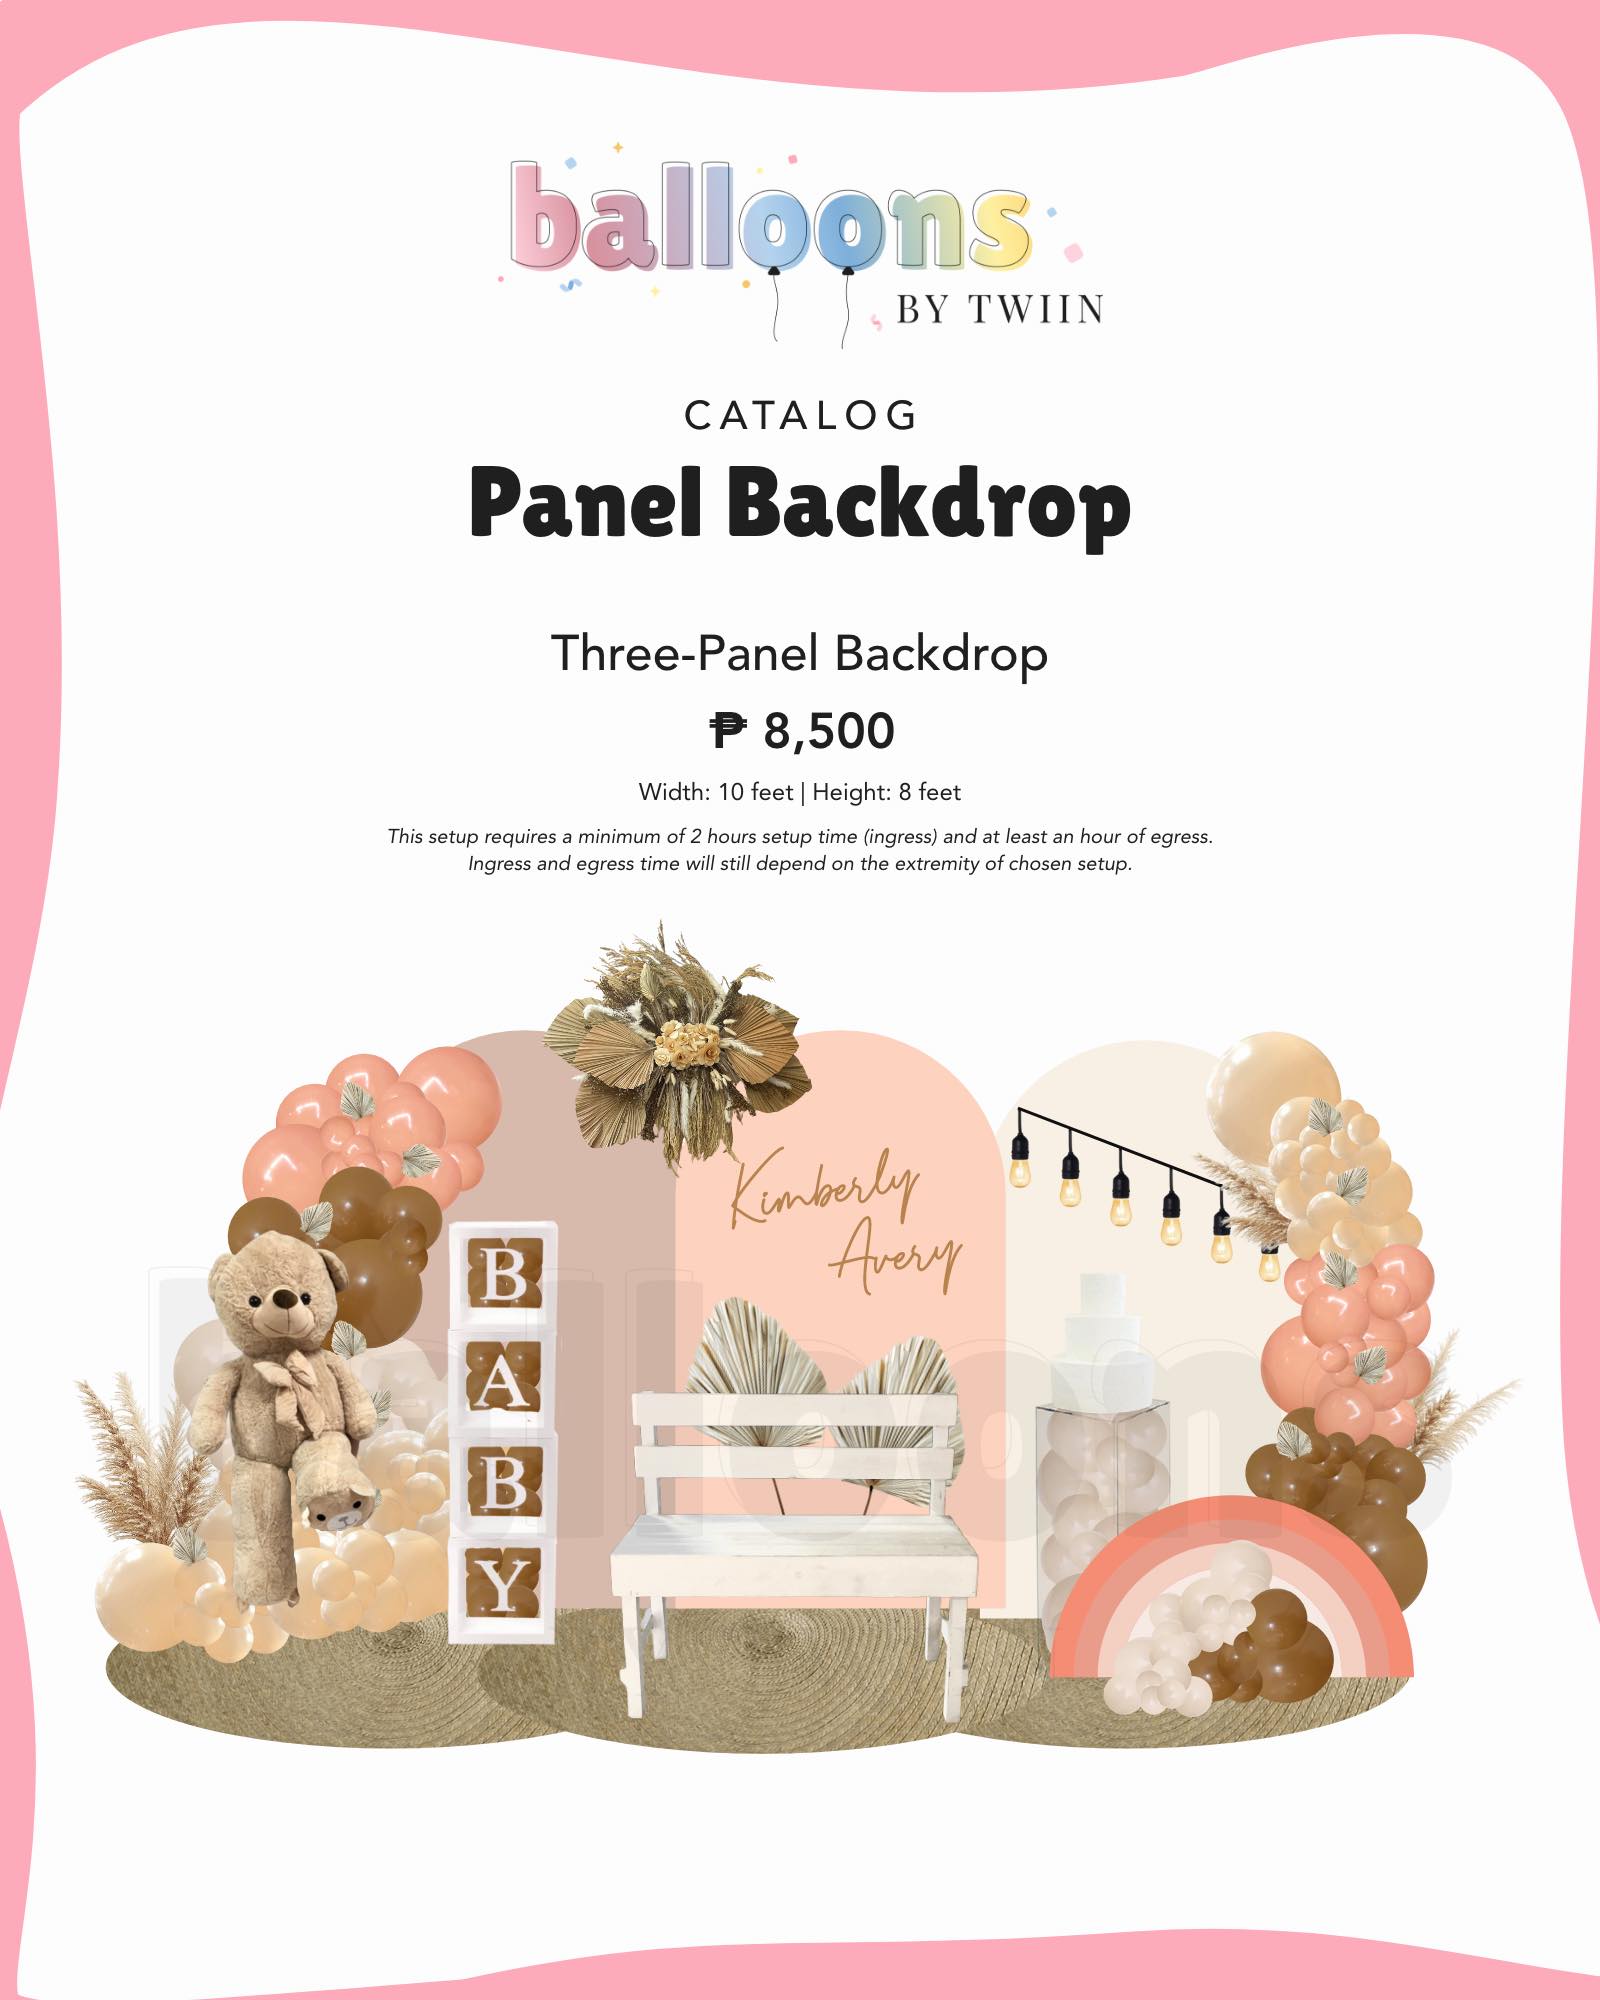 balloons
BY TWIIN
CATALOG
Panel Backdrop
Three-Panel Backdrop
₱ 8,500
Width: 10 feet | Height: 8 feet
This setup requires a minimum of 2 hours setup time (ingress) and at least an hour of egress.
Ingress and egress time will still depend on the extremity of chosen setup.
Kimberly
Avery
B
A
B
Y
balloons